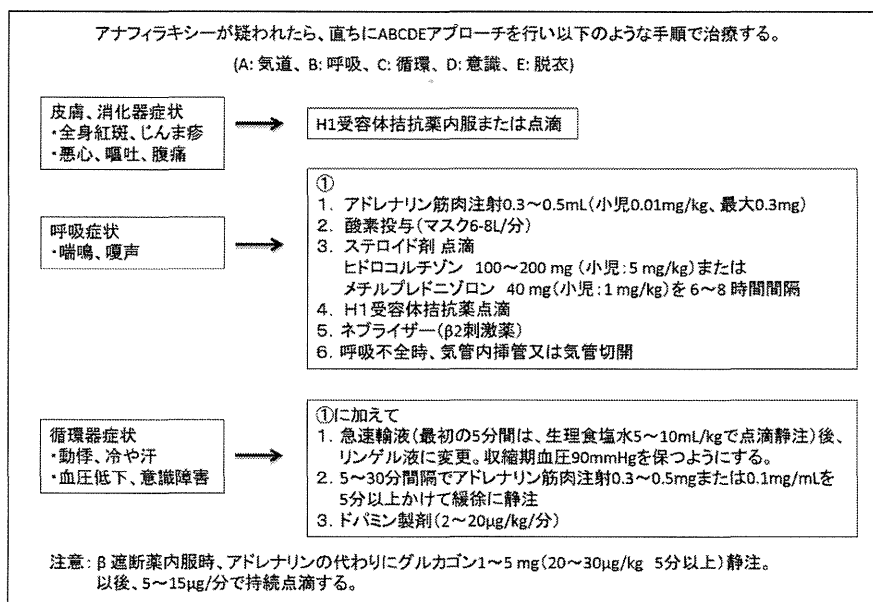 アナフィラキシーが疑われたら、直ちにABCDEアプローチを行い以下のような手順で治療する。
(A: 気道、B: 呼吸、C: 循環、D: 意識、E: 脱衣)
皮膚、消化器症状
・全身紅斑、じんま疹
・悪心、嘔吐、腹痛
H1受容体拮抗薬内服または点滴
呼吸症状
・喘鳴、嗄声
①
1. アドレナリン筋肉注射0.3～0.5mL(小児0.01mg/kg、最大0.3mg)
2. 酸素投与(マスク6-8L/分)
3. ステロイド剤 点滴
ヒドロコルチゾン 100～200 mg (小児:5 mg/kg)または
メチルプレドニゾロン 40 mg(小児:1 mg/kg)を 6～8 時間間隔
4. H1受容体拮抗薬点滴
5. ネブライザー(β2刺激薬)
6. 呼吸不全時、気管内挿管又は気管切開
循環器症状
・動悸、冷や汗
・血圧低下、意識障害
①に加えて
1. 急速輸液(最初の5分間は、生理食塩水5～10mL/kgで点滴静注)後、
リンゲル液に変更。収縮期血圧90mmHgを保つようにする。
2. 5～30分間隔でアドレナリン筋肉注射0.3～0.5mgまたは0.1mg/mLを
5分以上かけて緩徐に静注
3. ドパミン製剤(2～20μg/kg/分)
注意: β 遮断薬内服時、アドレナリンの代わりにグルカゴン1～5 mg(20～30μg/kg 5分以上)静注。
以後、5～15μg/分で持続点滴する。